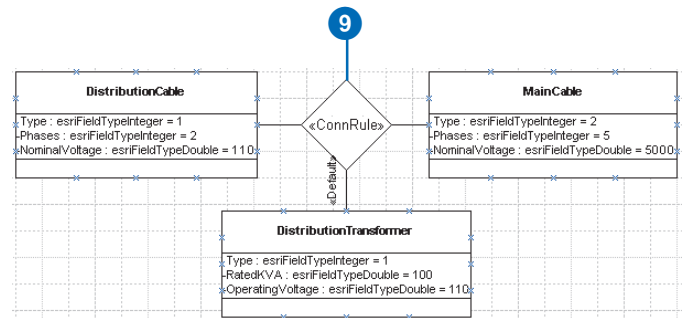 9
DistributionCable
-Type : esriFieldTypeInteger = 1
-Phases : esriFieldTypeInteger = 2
-NominalVoltage : esriFieldTypeDouble = 110
«ConnRule»
MainCable
-Type : esriFieldTypeInteger = 2
-Phases : esriFieldTypeInteger = 5
-NominalVoltage : esriFieldTypeDouble = 5000
«Default»
DistributionTransformer
-Type : esriFieldTypeInteger = 1
-RatedKVA : esriFieldTypeDouble = 100
-OperatingVoltage : esriFieldTypeDouble = 110